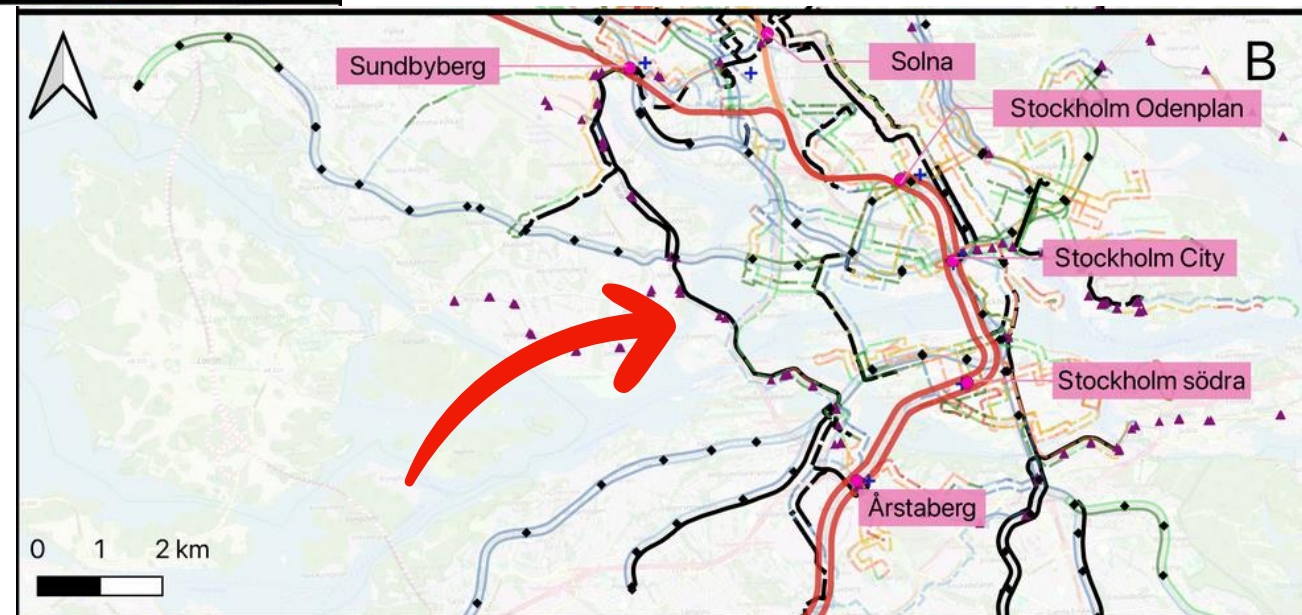 B
Sundbyberg
Solna
Stockholm Odenplan
Stockholm City
Stockholm södra
Årstaberg
0 1 2 km